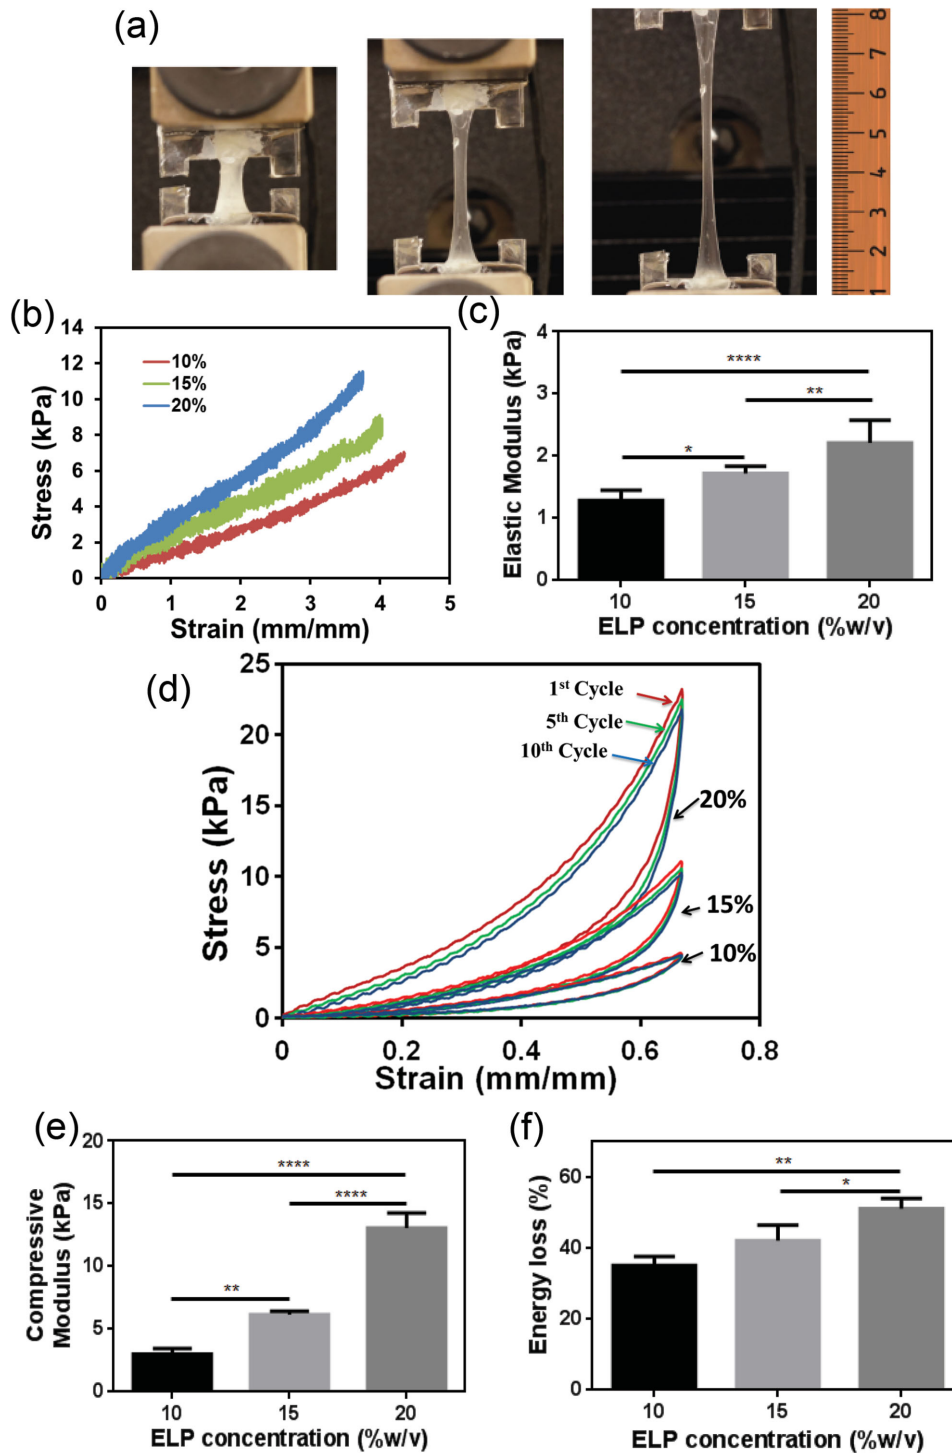 (a)
8
7
6
5
4
3
2
1
(b)
14
12
10
8
6
4
2
0
10%
15%
20%
Stress (kPa)
0 1 2 3 4 5
Strain (mm/mm)
(c)
4
3
2
1
0
****
**
*
Elastic Modulus (kPa)
10 15 20
ELP concentration (%w/v)
(d)
25
20
15
10
5
0
1st Cycle
5th Cycle
10th Cycle
20%
15%
10%
Stress (kPa)
0 0.2 0.4 0.6 0.8
Strain (mm/mm)
(e)
20
15
10
5
0
****
****
**
Compressive
Modulus (kPa)
10 15 20
ELP concentration (%w/v)
(f)
60
40
20
0
**
*
Energy loss (%)
10 15 20
ELP concentration (%w/v)